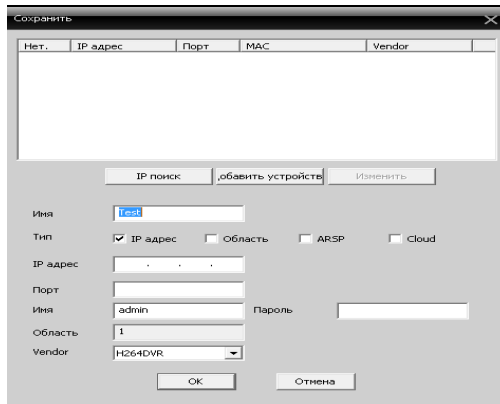 Сохранить
Нет. IP адрес Порт MAC Vendor
IP поиск ,обавить устройств Изменить
Имя Test
Тип IP адрес Область ARSP Cloud
IP адрес . . .
Порт
Имя admin Пароль
Область 1
Vendor H264DVR
OK Отмена